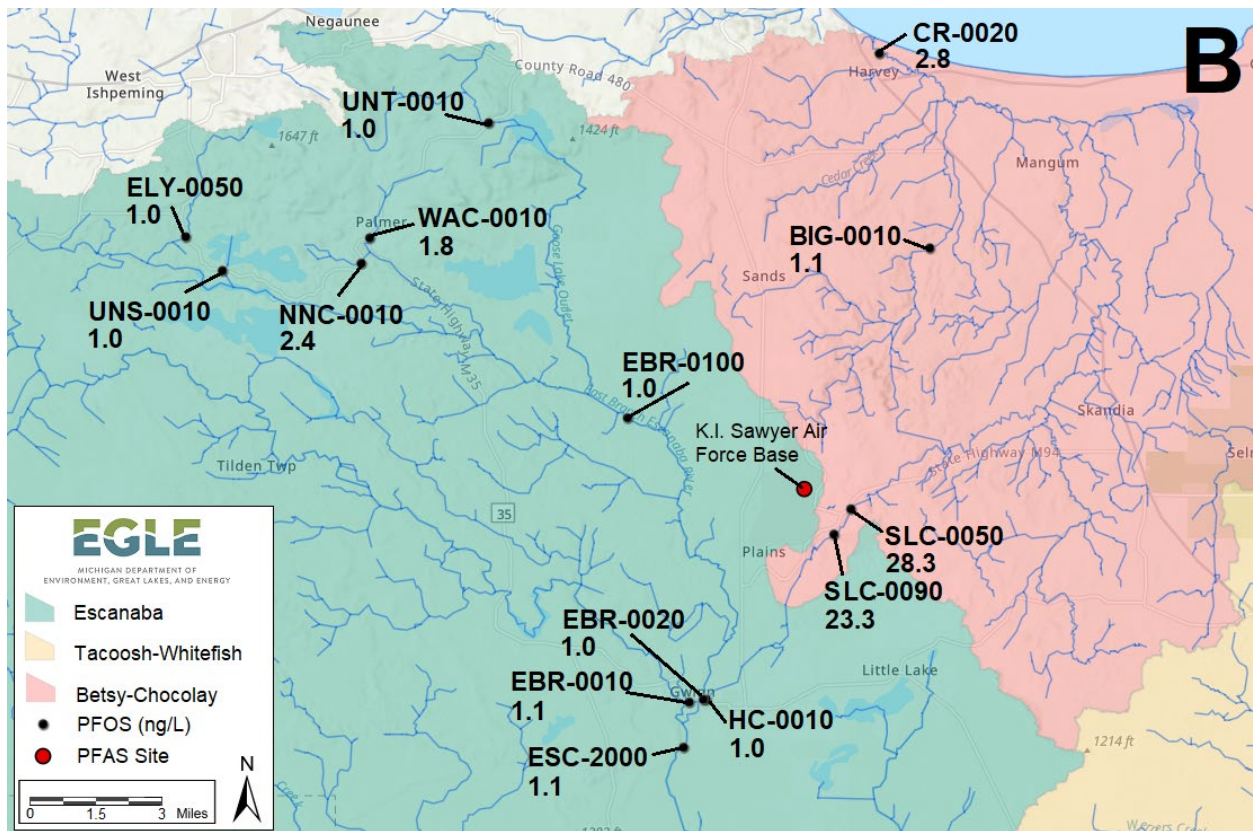 Negaunee
CR-0020
2.8
B
Harvey
West
Ishpeming
County Road 480
UNT-0010
1.0
1647 ft
1424 ft
Mangum
Cedar Creek
ELY-0050
1.0
WAC-0010
1.8
Palmer
BIG-0010
1.1
Goose Lake Outlet
Sands
UNS-0010
1.0
NNC-0010
2.4
State Highway M35
EBR-0100
1.0
East Branch Escanaba River
Skandia
K.I. Sawyer Air
Force Base
State Highway M94
Tilden Twp
35
Plains
SLC-0050
28.3
SLC-0090
23.3
EBR-0020
1.0
Little Lake
EBR-0010
1.1
Gwinn
HC-0010
1.0
ESC-2000
1.1
1214 ft
Creek
EGLE
MICHIGAN DEPARTMENT OF
ENVIRONMENT, GREAT LAKES, AND ENERGY
Escanaba
Tacoosh-Whitefish
Betsy-Chocolay
PFOS (ng/L)
PFAS Site
N
0 1.5 3 Miles